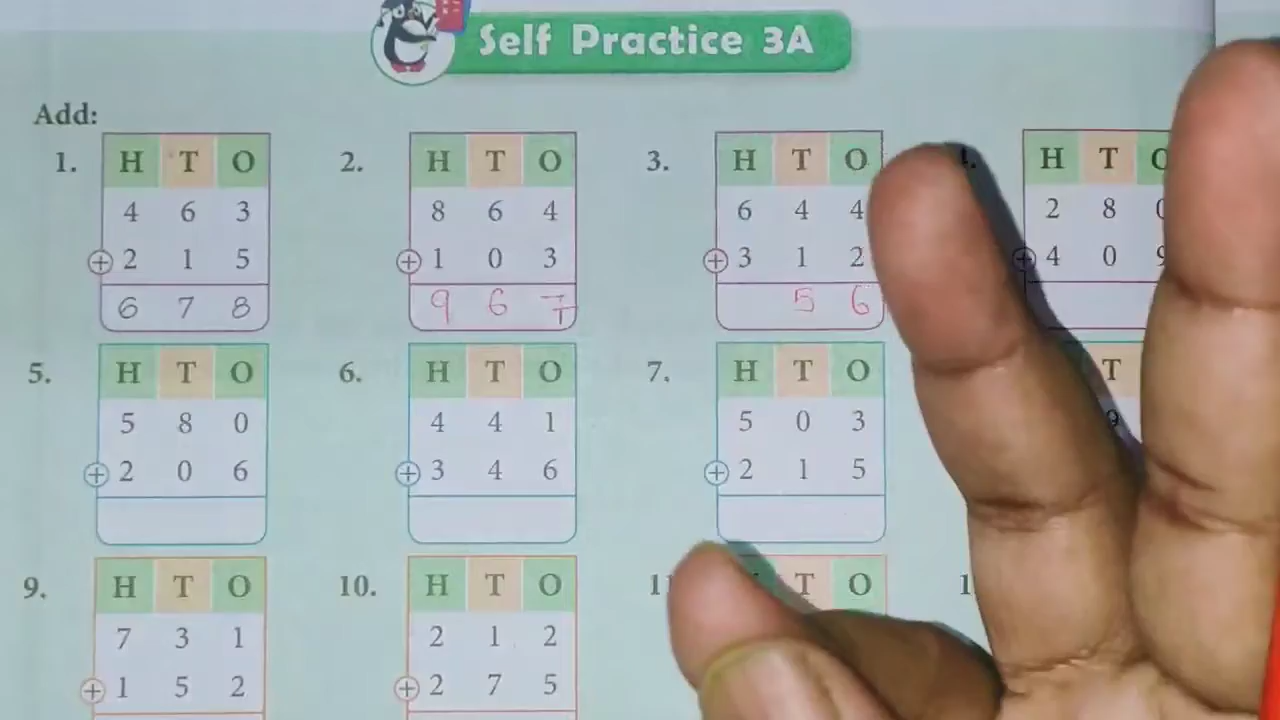 Self Practice 3A
Add:
1. H T O 2. H T O 3. H T O H T
4 6 3 8 6 4 6 4 4 2 8
+ 2 1 5 + 1 0 3 + 3 1 2 + 4 0
6 7 8 9 6 7 5 6
5. H T O 6. H T O 7. H T O T
5 8 0 4 4 1 5 0 3
+ 2 0 6 + 3 4 6 + 2 1 5
9. H T O 10. H T O T O
7 3 1 2 1 2
+ 1 5 2 + 2 7 5